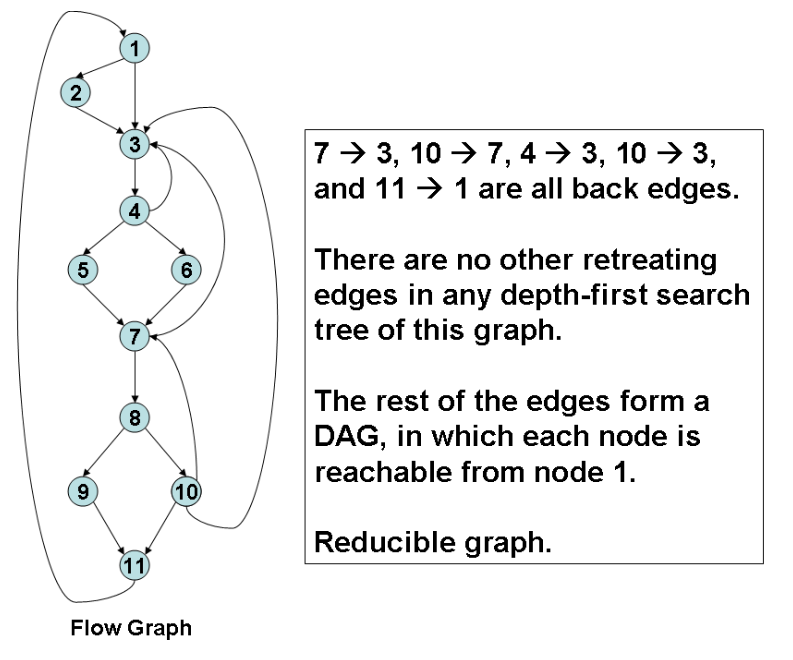 1
2
3
4
5
6
7
8
9
10
11
Flow Graph
7 → 3, 10 → 7, 4 → 3, 10 → 3,
and 11 → 1 are all back edges.
There are no other retreating
edges in any depth-first search
tree of this graph.
The rest of the edges form a
DAG, in which each node is
reachable from node 1.
Reducible graph.